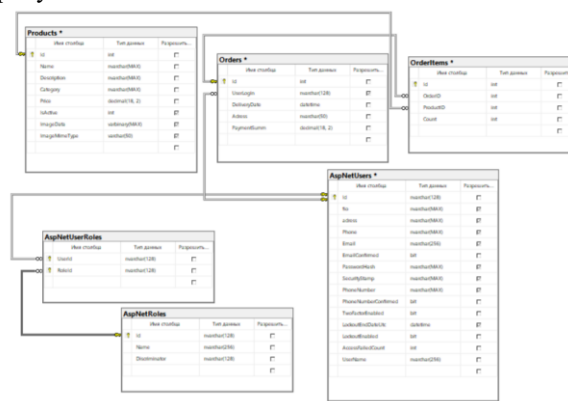 Products *
Имя столбца Тип данных Разрешить...
Id int
Name nvarchar(MAX)
Description nvarchar(MAX)
Category nvarchar(MAX)
Price decimal(18, 2)
IsActive int
ImageData varbinary(MAX)
ImageMimeType varchar(50)
Orders *
Имя столбца Тип данных Разрешить...
Id int
UserLogin nvarchar(128)
DeliveryDate datetime
Adress nvarchar(50)
PaymentSumm decimal(18, 2)
OrderItems *
Имя столбца Тип данных Разрешить...
Id int
OrderID int
ProductID int
Count int
AspNetUsers *
Имя столбца Тип данных Разрешить...
Id nvarchar(128)
nvarchar(MAX)
adress nvarchar(MAX)
Phone nvarchar(MAX)
Email nvarchar(256)
EmailConfirmed bit
PasswordHash nvarchar(MAX)
SecurityStamp nvarchar(MAX)
PhoneNumber nvarchar(MAX)
PhoneNumberConfirmed bit
TwoFactorEnabled bit
LockoutEndDateUtc datetime
LockoutEnabled bit
AccessFailedCount int
UserName nvarchar(256)
AspNetUserRoles
Имя столбца Тип данных Разрешить...
UserId nvarchar(128)
RoleId nvarchar(128)
AspNetRoles
Имя столбца Тип данных Разрешить...
Id nvarchar(128)
Name nvarchar(256)
Discriminator nvarchar(128)